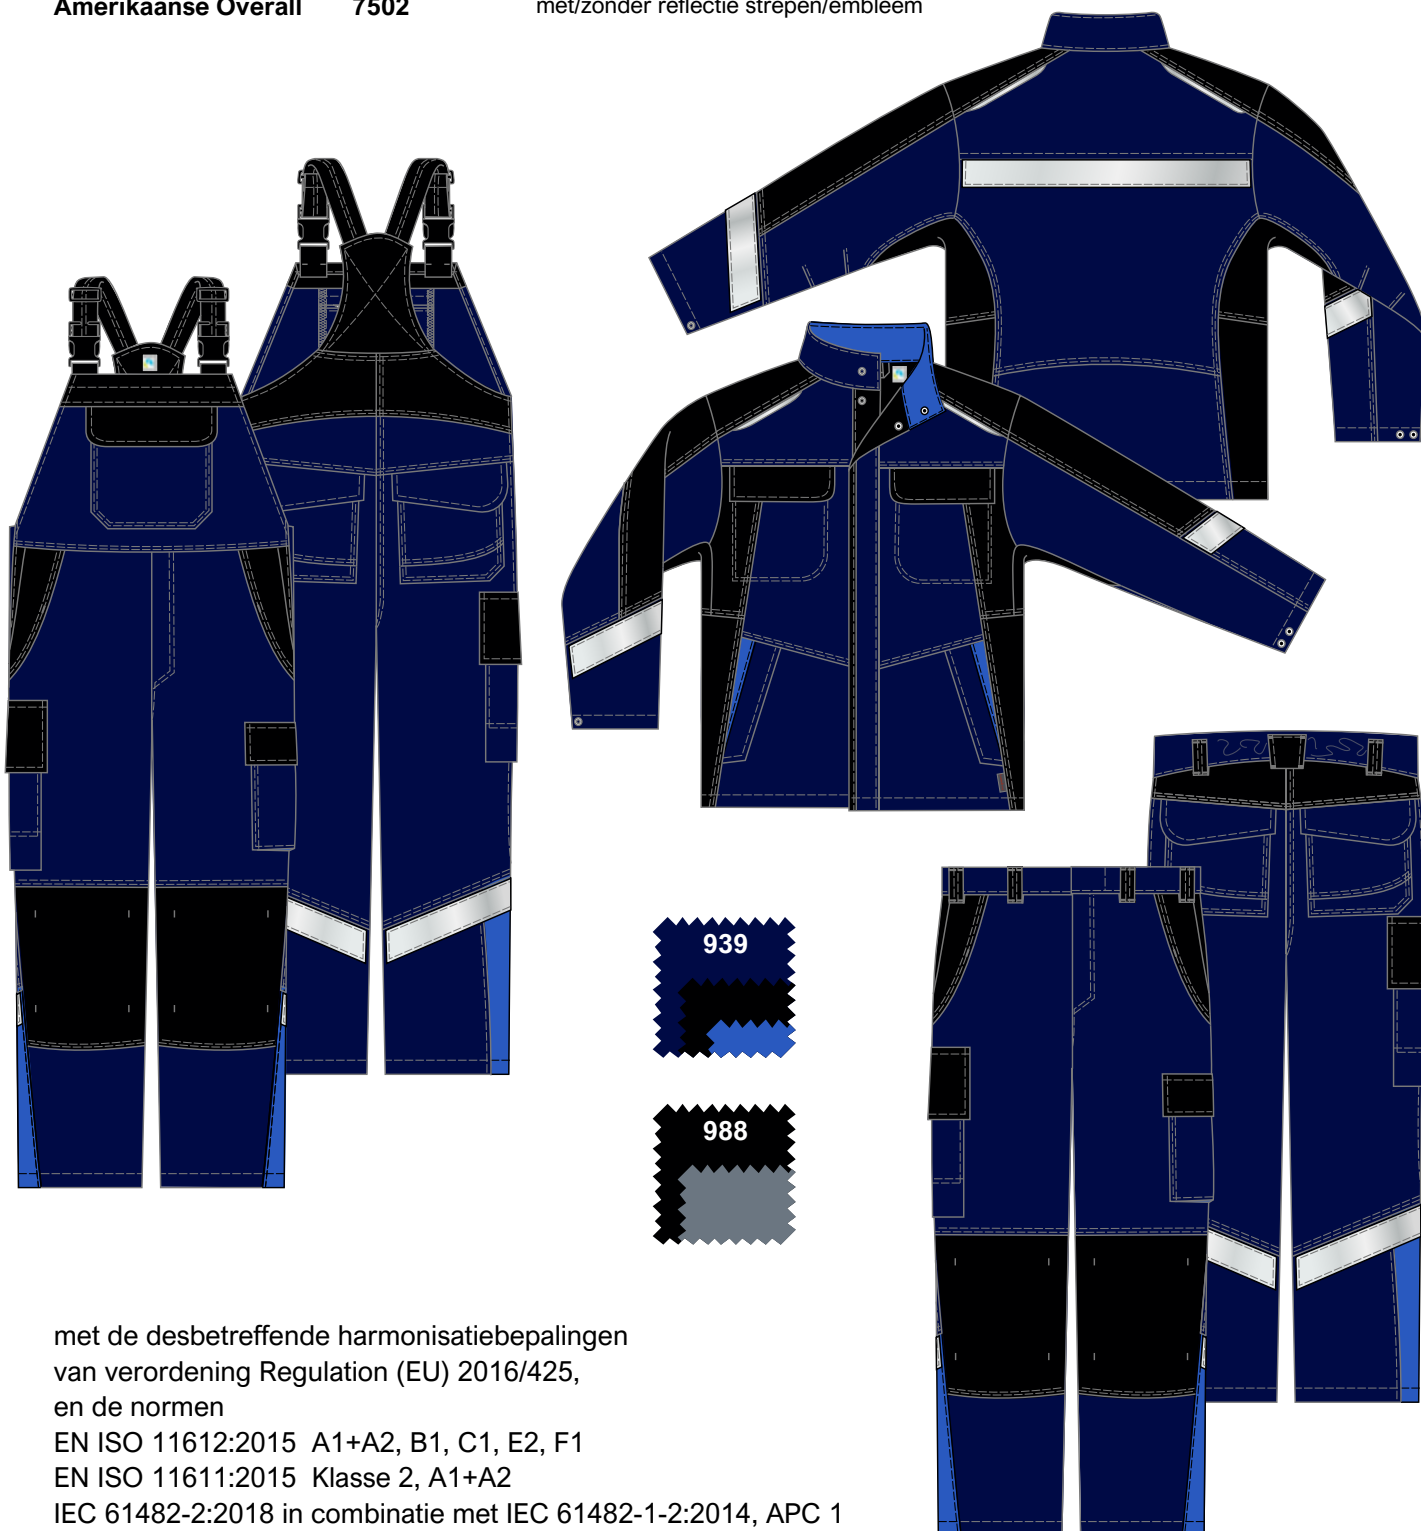 Amerikaanse Overall 7502 met/zonder reflectie strepen/embleem
939
988
met de desbetreffende harmonisatiebepalingen
van verordening Regulation (EU) 2016/425,
en de normen
EN ISO 11612:2015 A1+A2, B1, C1, E2, F1
EN ISO 11611:2015 Klasse 2, A1+A2
IEC 61482-2:2018 in combinatie met IEC 61482-1-2:2014, APC 1